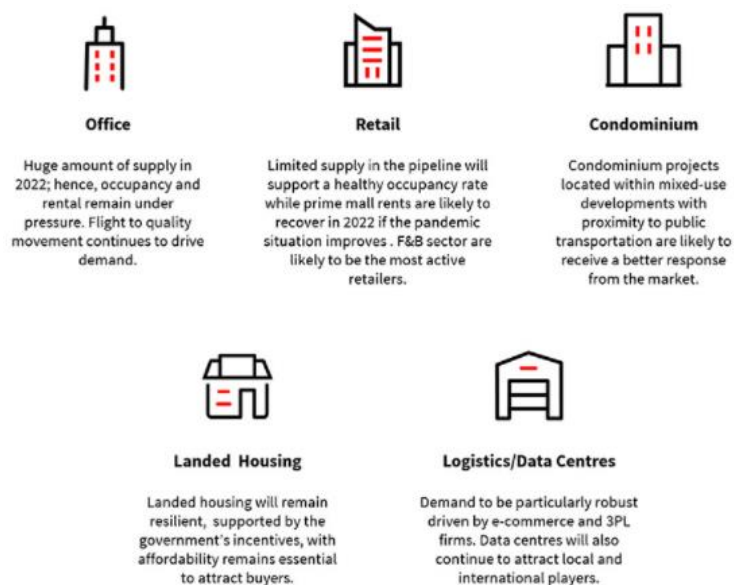 Office
Huge amount of supply in
2022; hence, occupancy and
rental remain under
pressure. Flight to quality
movement continues to drive
demand.
Retail
Limited supply in the pipeline will
support a healthy occupancy rate
while prime mall rents are likely to
recover in 2022 if the pandemic
situation improves . F&B sector are
likely to be the most active
retailers.
Condominium
Condominium projects
located within mixed-use
developments with
proximity to public
transportation are likely to
receive a better response
from the market.
Landed Housing
Landed housing will remain
resilient, supported by the
government's incentives, with
affordability remains essential
to attract buyers.
Logistics/Data Centres
Demand to be particularly robust
driven by e-commerce and 3PL
firms. Data centres will also
continue to attract local and
international players.